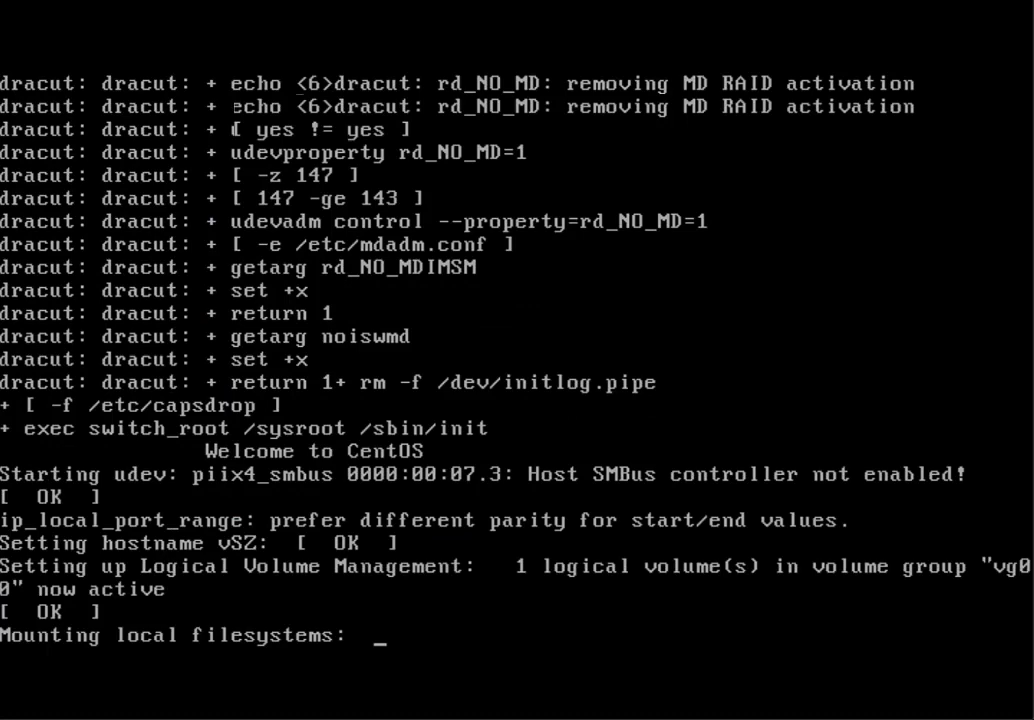 dracut: dracut: + echo <6>dracut: rd_NO_MD: removing MD RAID activation
dracut: dracut: + echo <6>dracut: rd_NO_MD: removing MD RAID activation
dracut: dracut: + [ yes != yes ]
dracut: dracut: + udevproperty rd_NO_MD=1
dracut: dracut: + [ -z 147 ]
dracut: dracut: + [ 147 -ge 143 ]
dracut: dracut: + udevadm control --property=rd_NO_MD=1
dracut: dracut: + [ -e /etc/mdadm.conf ]
dracut: dracut: + getarg rd_NO_MDIMSM
dracut: dracut: + set +x
dracut: dracut: + return 1
dracut: dracut: + getarg noiswmd
dracut: dracut: + set +x
dracut: dracut: + return 1+ rm -f /dev/initlog.pipe
+ [ -f /etc/capsdrop ]
+ exec switch_root /sysroot /sbin/init
Welcome to CentOS
Starting udev: piix4_smbus 0000:00:07.3: Host SMBus controller not enabled!
[  OK  ]
ip_local_port_range: prefer different parity for start/end values.
Setting hostname vSZ:  [  OK  ]
Setting up Logical Volume Management:   1 logical volume(s) in volume group "vg0
0" now active
[  OK  ]
Mounting local filesystems:  _